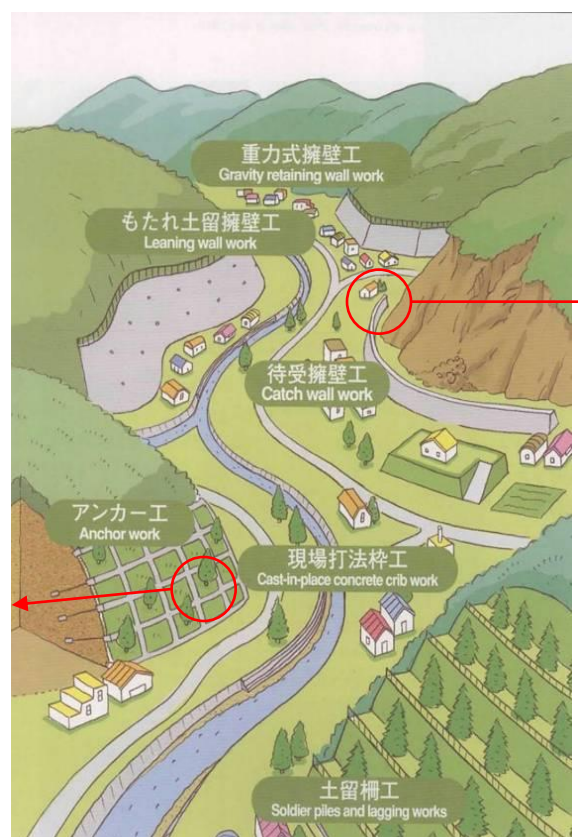 重力式擁壁工
Gravity retaining wall work
もたれ土留擁壁工
Leaning wall work
待受擁壁工
Catch wall work
アンカー工
Anchor work
現場打法枠工
Cast-in-place concrete crib work
土留柵工
Soldier piles and lagging works